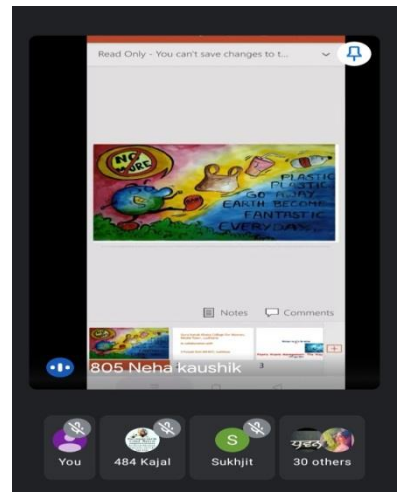 Read Only - You can't save changes to t...
NO
MORE
PLASTIC
PLASTIC
GO AWAY
EARTH BECOME
FANTASTIC
EVERYDAY...
Notes
Comments
3
805 Neha kaushik
S
You
484 Kajal
Sukhjit
30 others